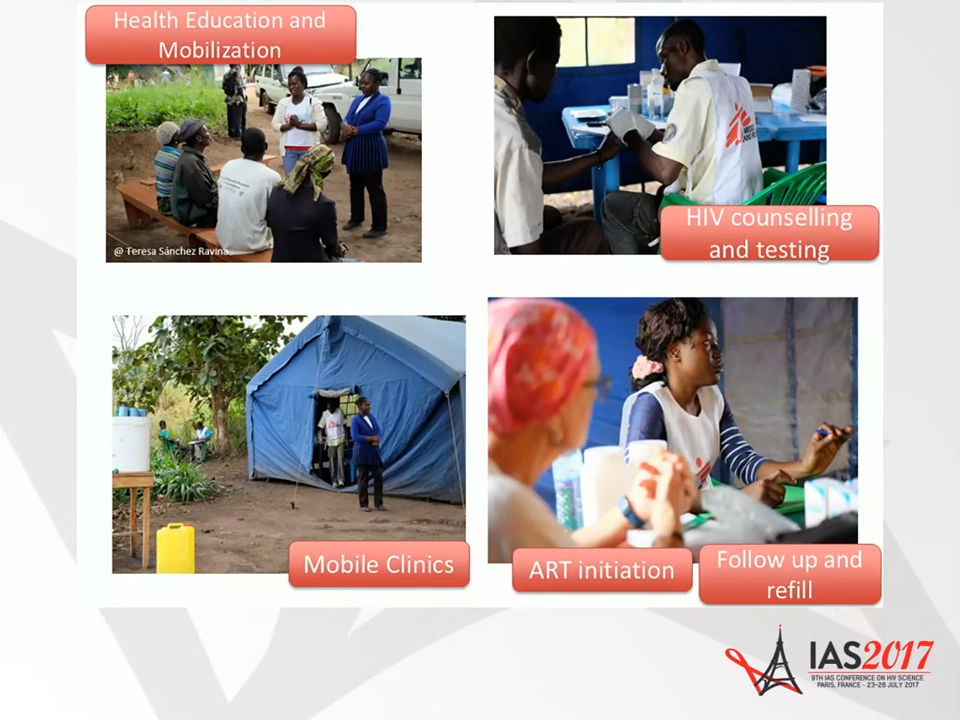 Health Education and
Mobilization
@ Teresa Sánchez Ravina
HIV counselling
and testing
Mobile Clinics
ART initiation
Follow up and
refill
IAS2017
9TH IAS CONFERENCE ON HIV SCIENCE
PARIS, FRANCE - 23-26 JULY 2017